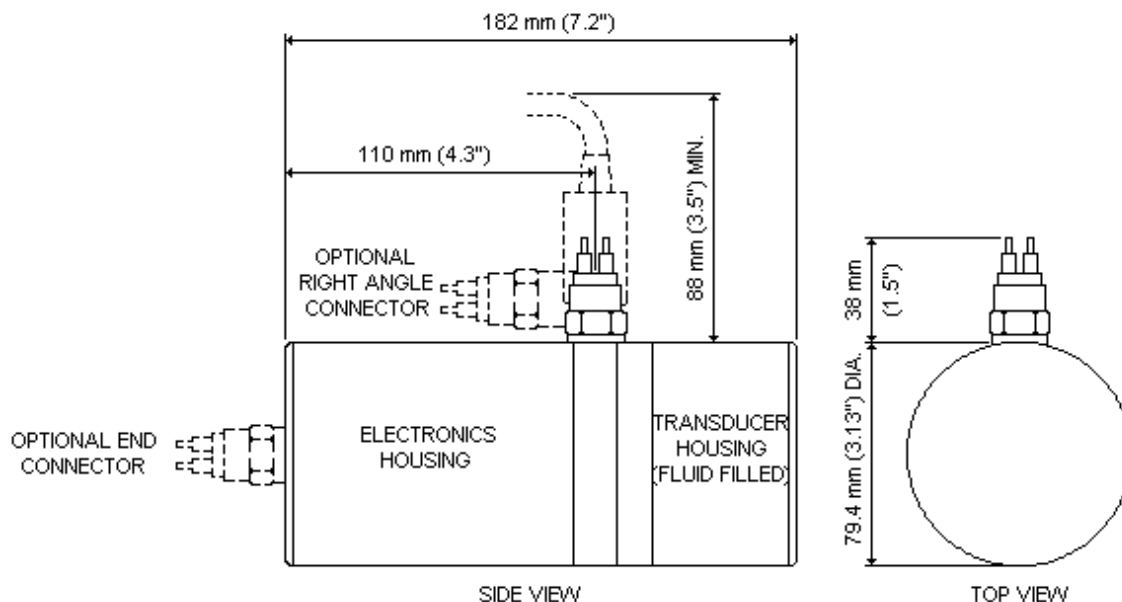 182 mm (7.2")
110 mm (4.3")
88 mm (3.5") MIN.
OPTIONAL
RIGHT ANGLE
CONNECTOR
38 mm
(1.5")
OPTIONAL END
CONNECTOR
ELECTRONICS
HOUSING
TRANSDUCER
HOUSING
(FLUID FILLED)
79.4 mm (3.13") DIA.
SIDE VIEW
TOP VIEW